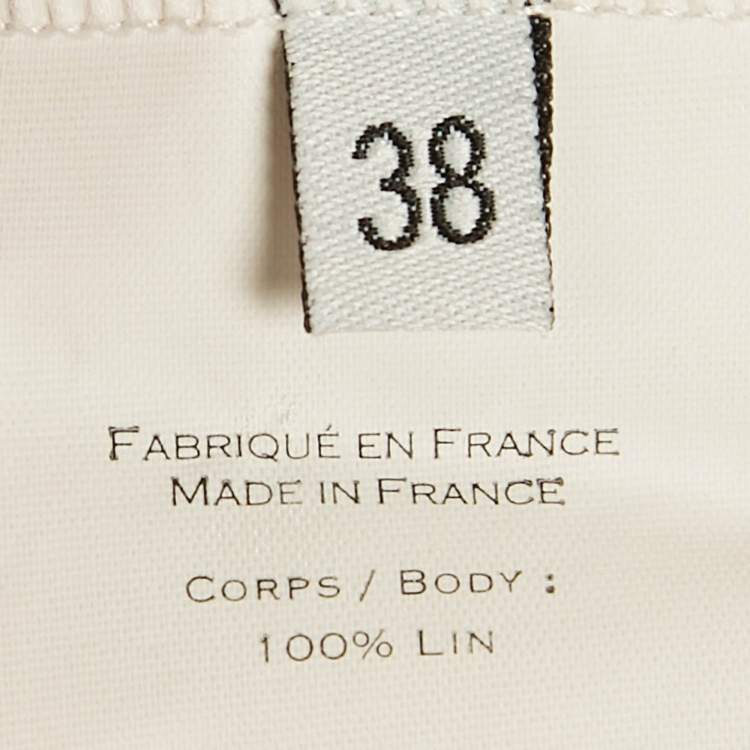 38
FABRIQUÉ EN FRANCE
MADE IN FRANCE
CORPS / BODY :
100% LIN